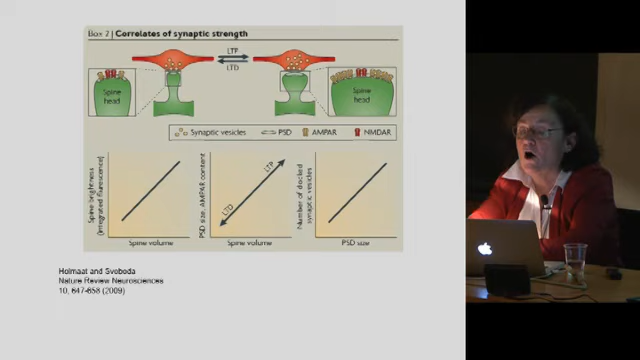 Box 2 | Correlates of synaptic strength
LTP
LTD
Spine head
Spine head
Synaptic vesicles PSD AMPAR NMDAR
Spine brightness
(integrated flurescence)
Spine volume
PSD size, AMPAR content
LTD
LTP
Spine volume
Number of docked
synaptic vesicles
PSD size
Holmaat and Svoboda
Nature Review Neurosciences
10, 647-658 (2009)